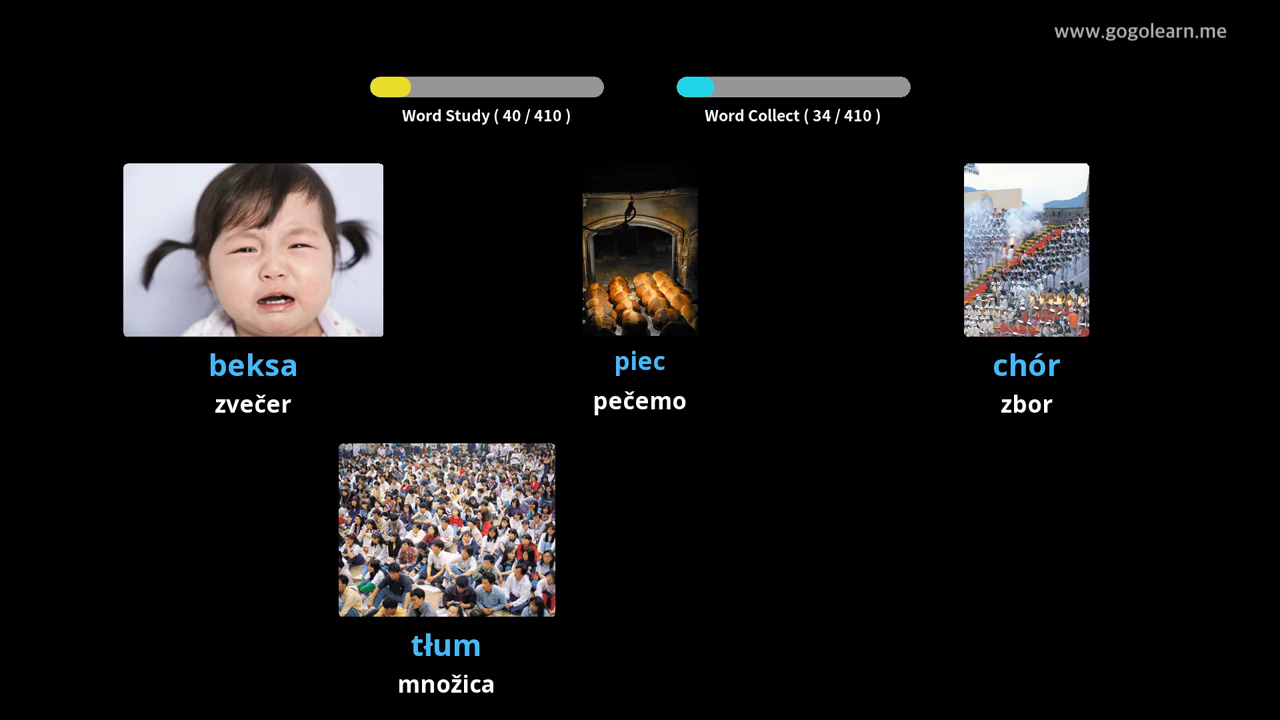 www.gogolearn.me
Word Study ( 40 / 410 )
Word Collect ( 34 / 410 )
beksa
zvečer
piec
pečemo
chór
zbor
tłum
množica